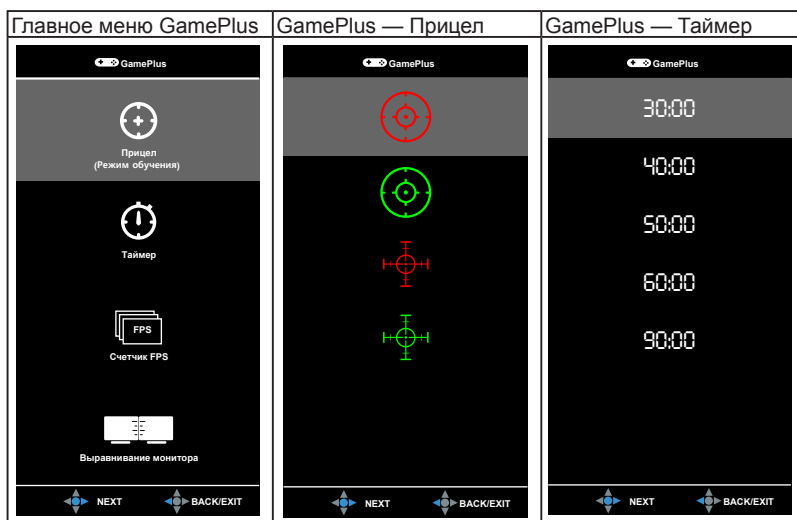 Главное меню GamePlus
GamePlus — Прицел
GamePlus — Таймер
GamePlus
Прицел
(Режим обучения)
Таймер
FPS
Счетчик FPS
Выравнивание монитора
NEXT
BACK/EXIT
GamePlus
NEXT
BACK/EXIT
GamePlus
30:00
40:00
50:00
60:00
90:00
NEXT
BACK/EXIT